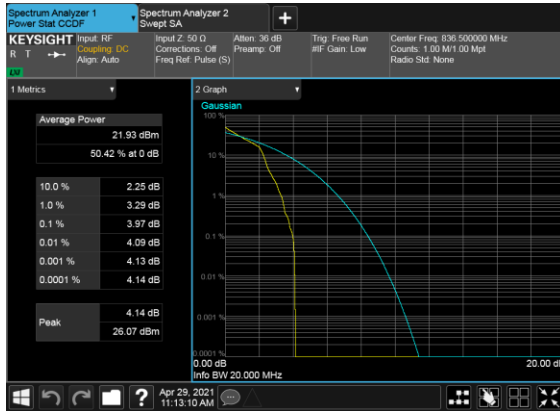 Spectrum Analyzer 1
Power Stat CCDF
Spectrum Analyzer 2
Swept SA
KEYSIGHT
R T
LXI
Input: RF
Coupling: DC
Align: Auto
Input Z: 50 Ω
Corrections: Off
Freq Ref: Pulse (S)
Atten: 36 dB
Preamp: Off
Trig: Free Run
#IF Gain: Low
Center Freq: 836.500000 MHz
Counts: 1.00 M/1.00 Mpt
Radio Std: None
1 Metrics
Average Power
21.93 dBm
50.42 % at 0 dB
10.0 % 2.25 dB
1.0 % 3.29 dB
0.1 % 3.97 dB
0.01 % 4.09 dB
0.001 % 4.13 dB
0.0001 % 4.14 dB
Peak
4.14 dB
26.07 dBm
2 Graph
Gaussian
100 %
10 %
1 %
0.1 %
0.01 %
0.001 %
0.0001 %
0.00 dB
20.00 d
Info BW 20.000 MHz
?
Apr 29, 2021
11:13:10 AM